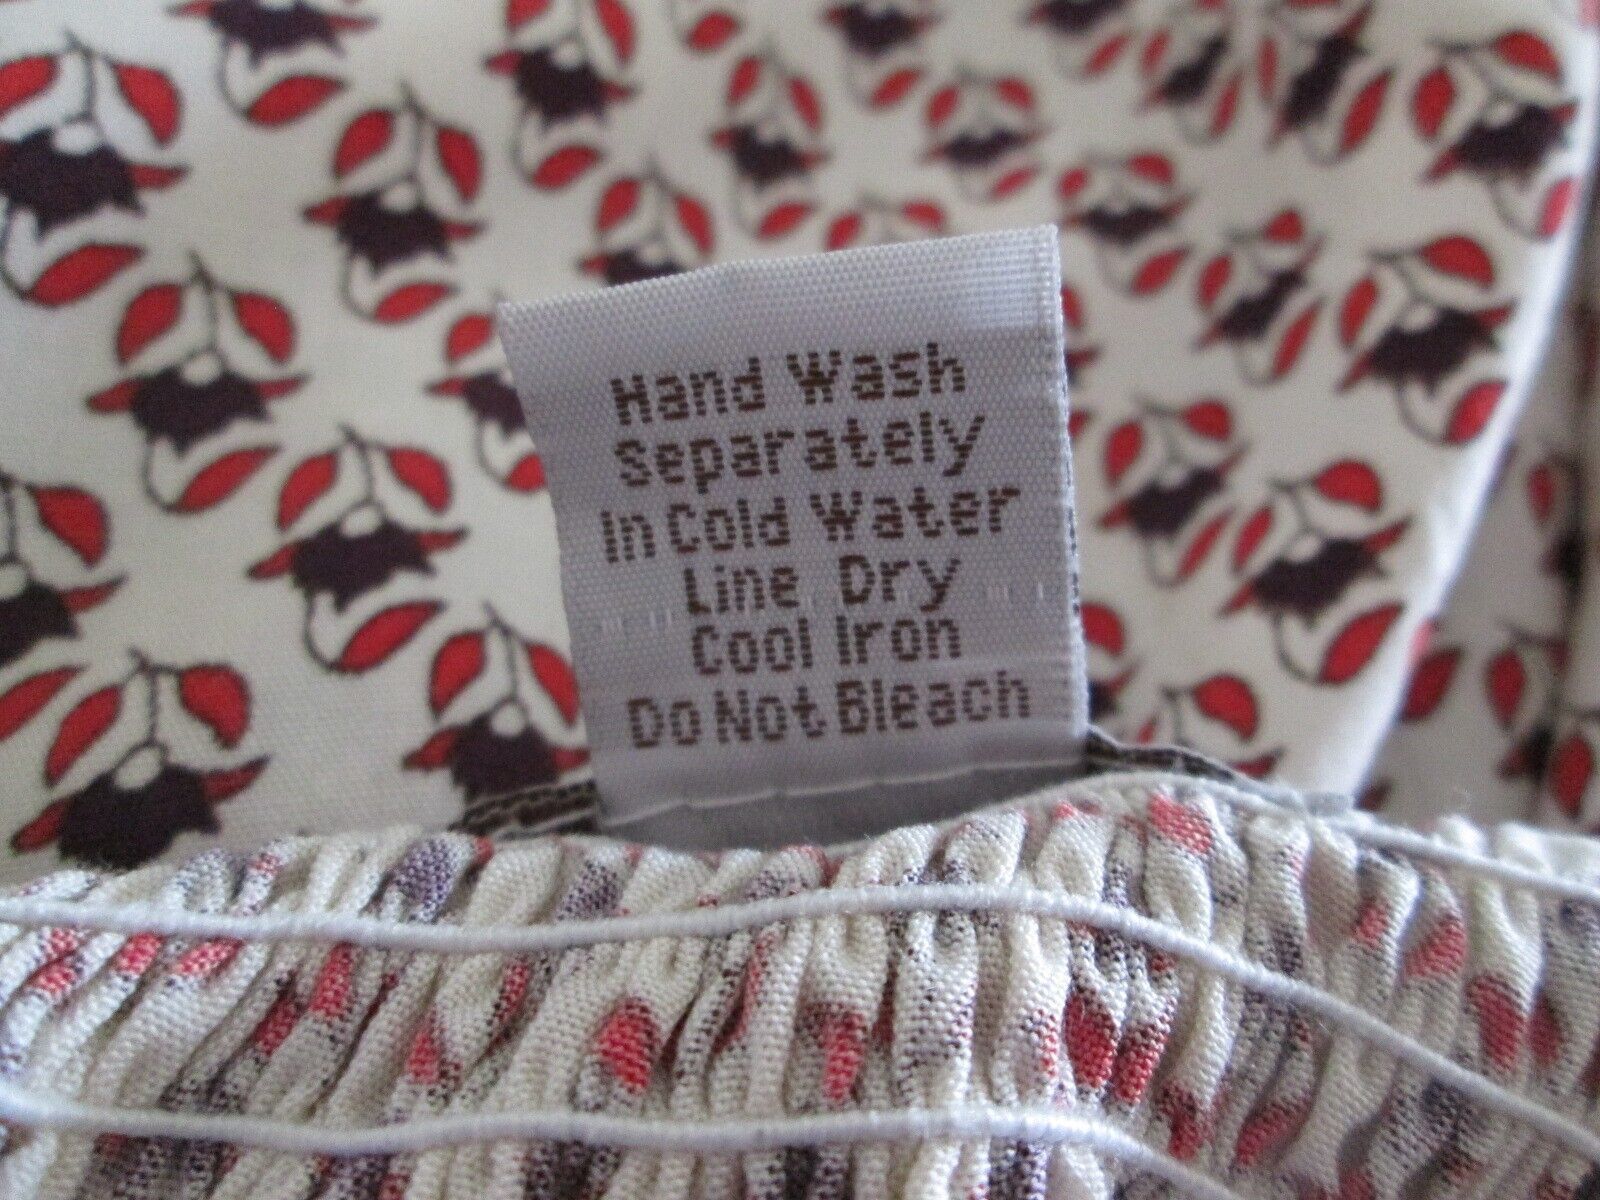 Hand Wash
Separately
In Cold Water
Line Dry
Cool Iron
Do Not Bleach